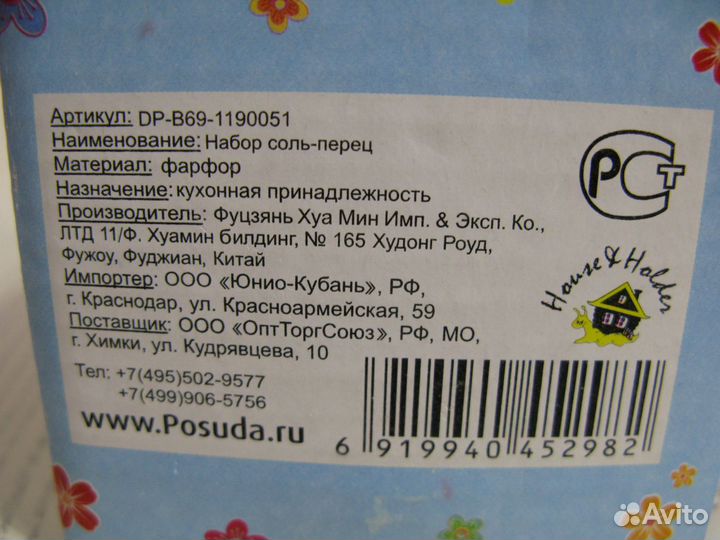 Артикул: DP-B69-1190051
Наименование: Набор соль-перец
Материал: фарфор
Назначение: кухонная принадлежность
Производитель: Фуцзянь Хуа Мин Имп. & Эксп. Ко.,
ЛТД 11/Ф. Хуамин билдинг, № 165 Худонг Роуд,
Фужоу, Фуджиан, Китай
Импортер: ООО «Юнио-Кубань», РФ,
г. Краснодар, ул. Красноармейская, 59
Поставщик: ООО «ОптТоргСоюз», РФ, МО,
г. Химки, ул. Кудрявцева, 10
Тел: +7(495)502-9577
+7(499)906-5756
www.Posuda.ru
РСТ
House & Holder
6 919940 452982
Avito